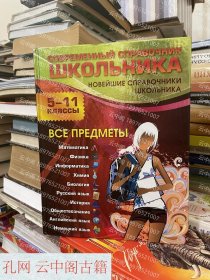 СОВРЕМЕННЫЙ СПРАВОЧНИК
ШКОЛЬНИКА
НОВЕЙШИЕ СПРАВОЧНИКИ
ШКОЛЬНИКА
5-11
КЛАССЫ
ВСЕ ПРЕДМЕТЫ
Математика
Физика
Информатика
Химия
Биология
Русский язык
История
Обществознание
Английский язык
Немецкий язык
孔网 云中阁古籍